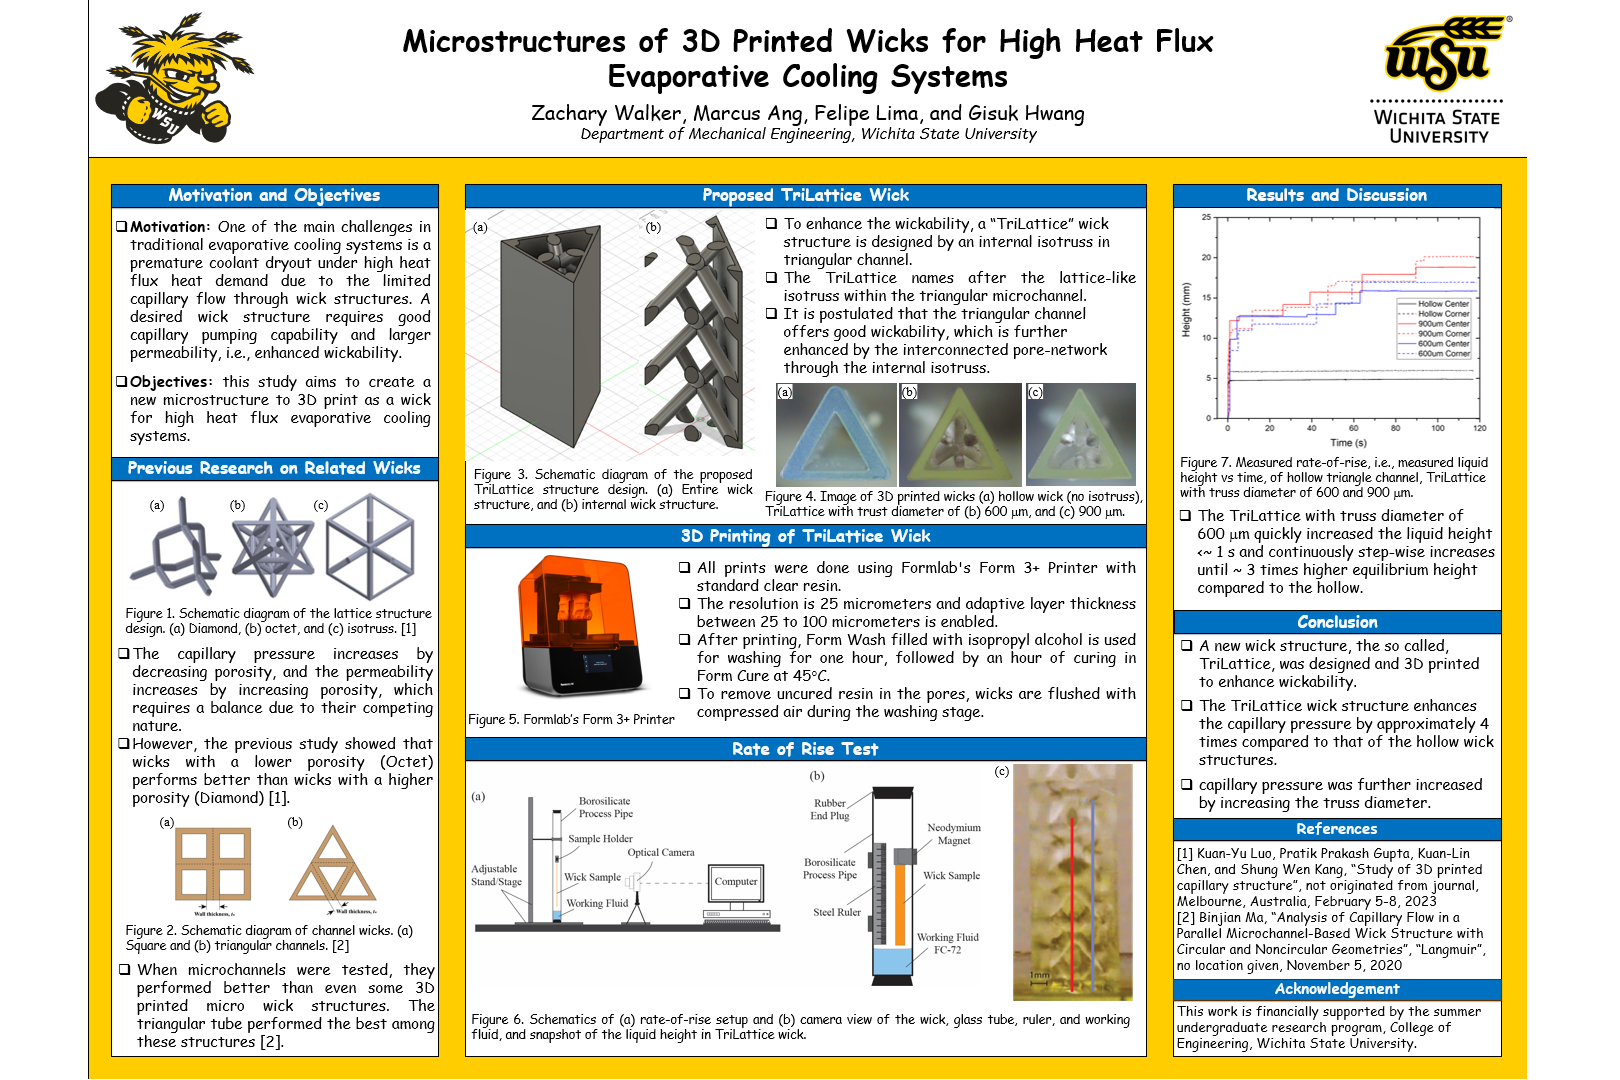 Microstructures of 3D Printed Wicks for High Heat Flux
Evaporative Cooling Systems
Zachary Walker, Marcus Ang, Felipe Lima, and Gisuk Hwang
Department of Mechanical Engineering, Wichita State University
WSU
WSU
®
WICHITA STATE
UNIVERSITY
Motivation and Objectives
❑ Motivation: One of the main challenges in
traditional evaporative cooling systems is a
premature coolant dryout under high heat
flux heat demand due to the limited
capillary flow through wick structures. A
desired wick structure requires good
capillary pumping capability and larger
permeability, i.e., enhanced wickability.
❑ Objectives: this study aims to create a
new microstructure to 3D print as a wick
for high heat flux evaporative cooling
systems.
Previous Research on Related Wicks
(a)
(b)
(c)
Figure 1. Schematic diagram of the lattice structure
design. (a) Diamond, (b) octet, and (c) isotruss. [1]
❑ The capillary pressure increases by
decreasing porosity, and the permeability
increases by increasing porosity, which
requires a balance due to their competing
nature.
❑ However, the previous study showed that
wicks with a lower porosity (Octet)
performs better than wicks with a higher
porosity (Diamond) [1].
(a)
(b)
Wall thickness, tₓ
Wall thickness, tₓ
Figure 2. Schematic diagram of channel wicks. (a)
Square and (b) triangular channels. [2]
❑ When microchannels were tested, they
performed better than even some 3D
printed micro wick structures. The
triangular tube performed the best among
these structures [2].
Proposed TriLattice Wick
(a)
(b)
Figure 3. Schematic diagram of the proposed
TriLattice structure design. (a) Entire wick
structure, and (b) internal wick structure.
❑ To enhance the wickability, a “TriLattice” wick
structure is designed by an internal isotruss in
triangular channel.
❑ The TriLattice names after the lattice-like
isotruss within the triangular microchannel.
❑ It is postulated that the triangular channel
offers good wickability, which is further
enhanced by the interconnected pore-network
through the internal isotruss.
(a)
(b)
(c)
Figure 4. Image of 3D printed wicks (a) hollow wick (no isotruss),
TriLattice with trust diameter of (b) 600 μm, and (c) 900 μm.
3D Printing of TriLattice Wick
Figure 5. Formlab’s Form 3+ Printer
❑ All prints were done using Formlab's Form 3+ Printer with
standard clear resin.
❑ The resolution is 25 micrometers and adaptive layer thickness
between 25 to 100 micrometers is enabled.
❑ After printing, Form Wash filled with isopropyl alcohol is used
for washing for one hour, followed by an hour of curing in
Form Cure at 45°C.
❑ To remove uncured resin in the pores, wicks are flushed with
compressed air during the washing stage.
Rate of Rise Test
(a)
Borosilicate
Process Pipe
Sample Holder
Optical Camera
Adjustable
Stand/Stage
Wick Sample
Computer
Working Fluid
(b)
Rubber
End Plug
Neodymium
Magnet
Borosilicate
Process Pipe
Wick Sample
Steel Ruler
Working Fluid
FC-72
(c)
1mm
Figure 6. Schematics of (a) rate-of-rise setup and (b) camera view of the wick, glass tube, ruler, and working
fluid, and snapshot of the liquid height in TriLattice wick.
Results and Discussion
25
20
15
10
5
0
Height (mm)
0 20 40 60 80 100 120
Time (s)
Hollow Center
Hollow Corner
900um Center
900um Corner
600um Center
600um Corner
Figure 7. Measured rate-of-rise, i.e., measured liquid
height vs time, of hollow triangle channel, TriLattice
with truss diameter of 600 and 900 μm.
❑ The TriLattice with truss diameter of
600 μm quickly increased the liquid height
<~ 1 s and continuously step-wise increases
until ~ 3 times higher equilibrium height
compared to the hollow.
Conclusion
❑ A new wick structure, the so called,
TriLattice, was designed and 3D printed
to enhance wickability.
❑ The TriLattice wick structure enhances
the capillary pressure by approximately 4
times compared to that of the hollow wick
structures.
❑ capillary pressure was further increased
by increasing the truss diameter.
References
[1] Kuan-Yu Luo, Pratik Prakash Gupta, Kuan-Lin
Chen, and Shung Wen Kang, “Study of 3D printed
capillary structure”, not originated from journal,
Melbourne, Australia, February 5-8, 2023
[2] Binjian Ma, “Analysis of Capillary Flow in a
Parallel Microchannel-Based Wick Structure with
Circular and Noncircular Geometries”, “Langmuir”,
no location given, November 5, 2020
Acknowledgement
This work is financially supported by the summer
undergraduate research program, College of
Engineering, Wichita State University.